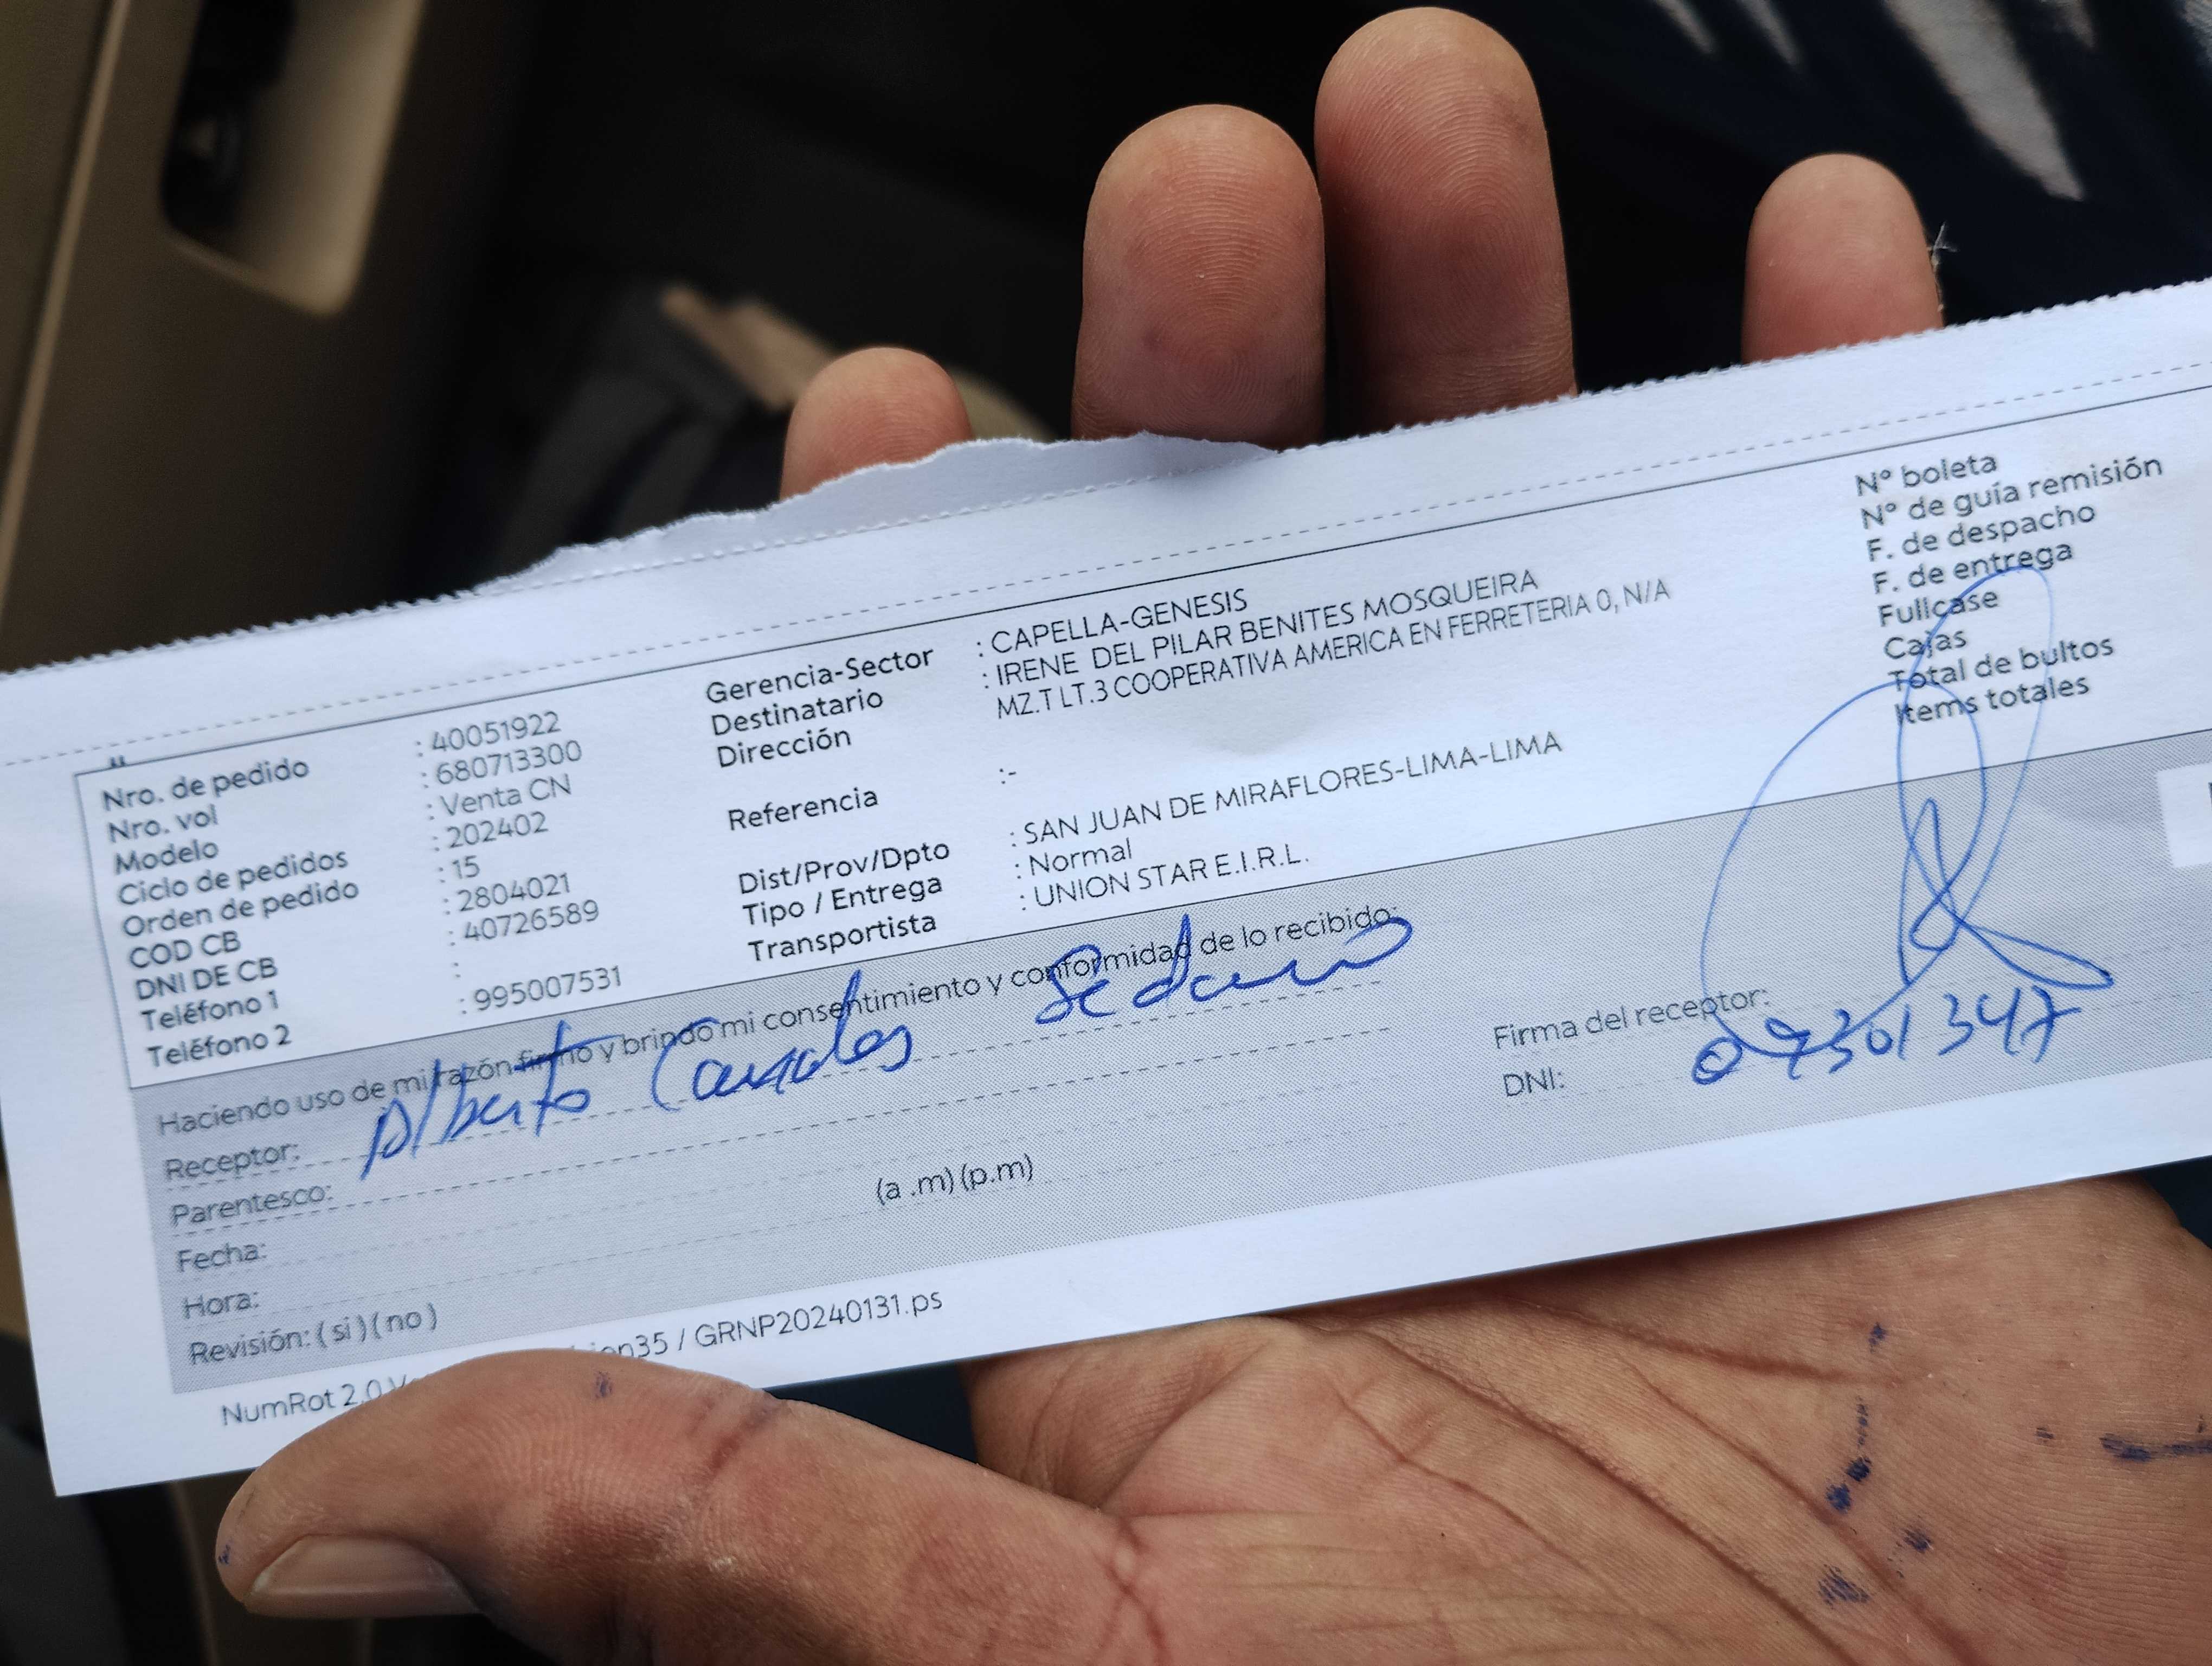 Nro. de pedido : 40051922
Nro. vol : 680713300
Modelo : Venta CN
Ciclo de pedidos : 202402
Orden de pedido : 15
COD CB : 2804021
DNI DE CB : 40726589
Teléfono 1 :
Teléfono 2 : 995007531
Gerencia-Sector : CAPELLA-GENESIS
Destinatario : IRENE DEL PILAR BENITES MOSQUEIRA
Dirección MZ.T LT.3 COOPERATIVA AMERICA EN FERRETERIA 0, N/A
Referencia :-
Dist/Prov/Dpto : SAN JUAN DE MIRAFLORES-LIMA-LIMA
Tipo / Entrega : Normal
Transportista : UNION STAR E.I.R.L.
N° boleta
N° de guía remisión
F. de despacho
F. de entrega
Fullcase
Cajas
Total de bultos
Items totales
Haciendo uso de mi razón firmo y brindo mi consentimiento y conformidad de lo recibido:
Receptor: Alberto Canales Sedano
Parentesco:
Fecha:
Hora: (a .m) (p.m)
Revisión: ( si ) ( no )
Firma del receptor:
DNI: 07301347
NumRot 2.0 35 / GRNP20240131.ps